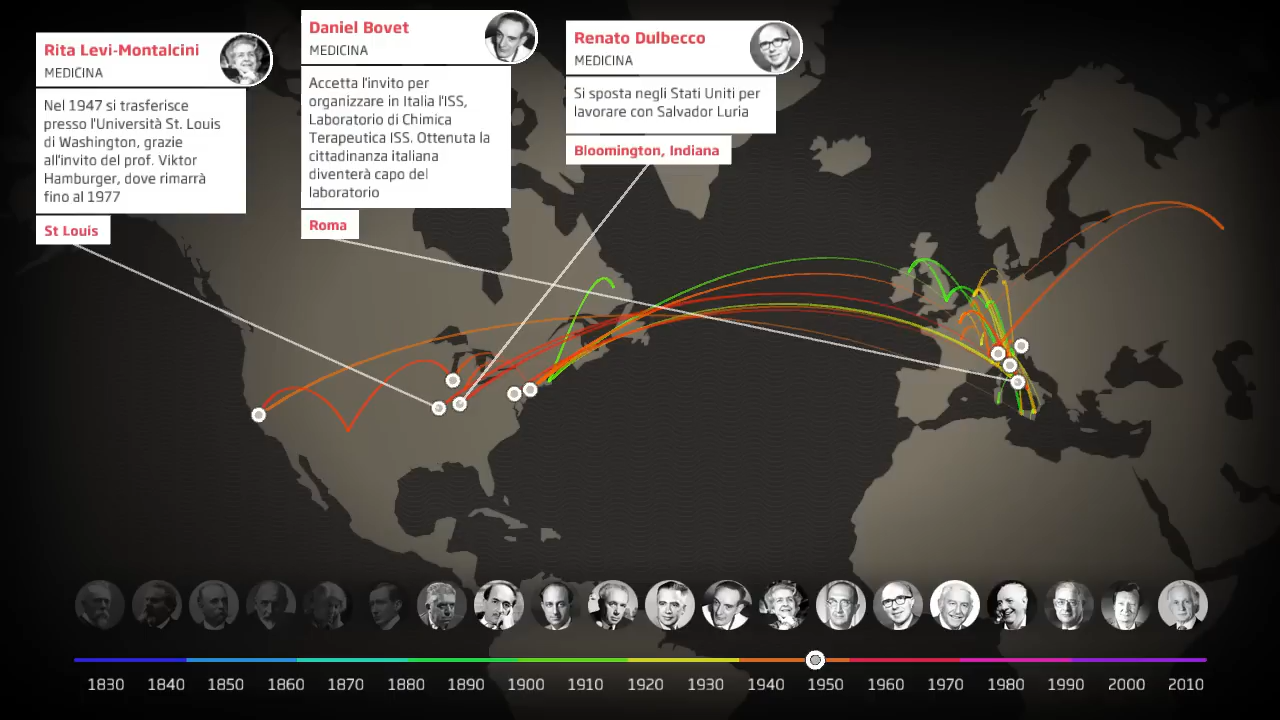 Rita Levi-Montalcini
MEDICINA
Nel 1947 si trasferisce
presso l'Università St. Louis
di Washington, grazie
all'invito del prof. Viktor
Hamburger, dove rimarrà
fino al 1977
St Louis
Daniel Bovet
MEDICINA
Accetta l'invito per
organizzare in Italia l'ISS,
Laboratorio di Chimica
Terapeutica ISS. Ottenuta la
cittadinanza italiana
diventerà capo del
laboratorio
Roma
Renato Dulbecco
MEDICINA
Si sposta negli Stati Uniti per
lavorare con Salvador Luria
Bloomington, Indiana
1830 1840 1850 1860 1870 1880 1890 1900 1910 1920 1930 1940 1950 1960 1970 1980 1990 2000 2010